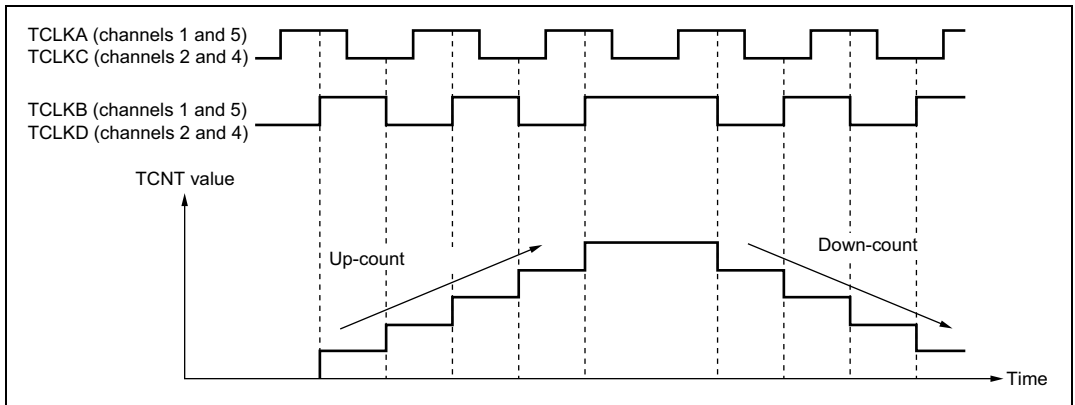 TCLKA (channels 1 and 5)
TCLKC (channels 2 and 4)
TCLKB (channels 1 and 5)
TCLKD (channels 2 and 4)
TCNT value
Up-count
Down-count
Time